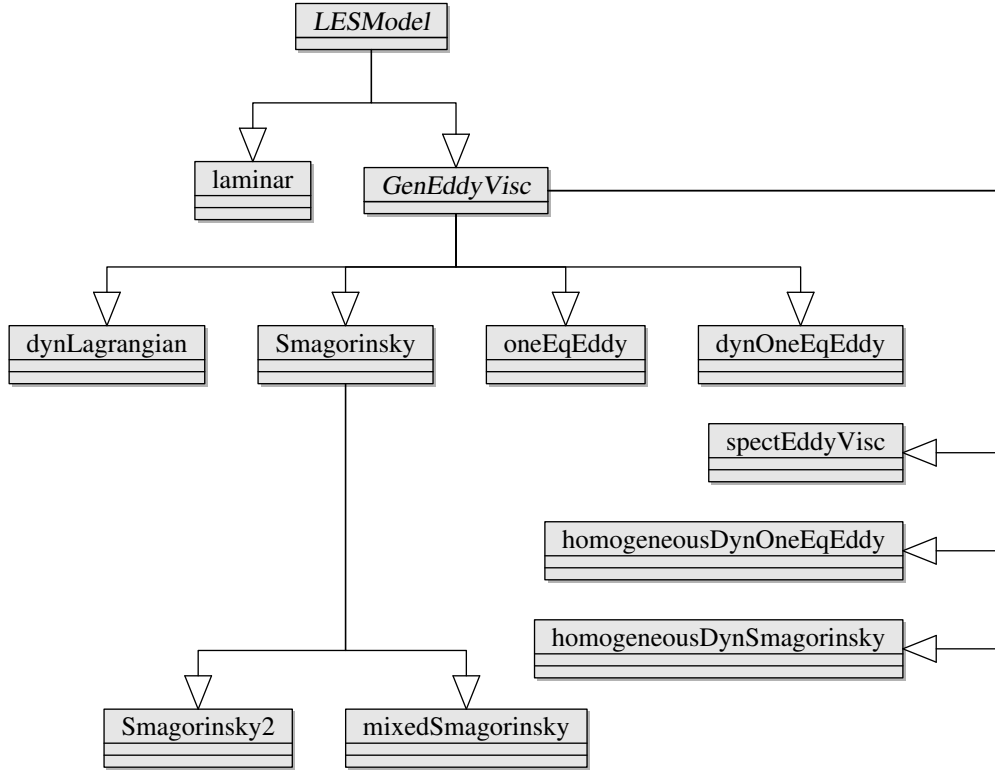 LESModel
laminar
GenEddyVisc
dynLagrangian
Smagorinsky
oneEqEddy
dynOneEqEddy
spectEddyVisc
homogeneousDynOneEqEddy
homogeneousDynSmagorinsky
Smagorinsky2
mixedSmagorinsky